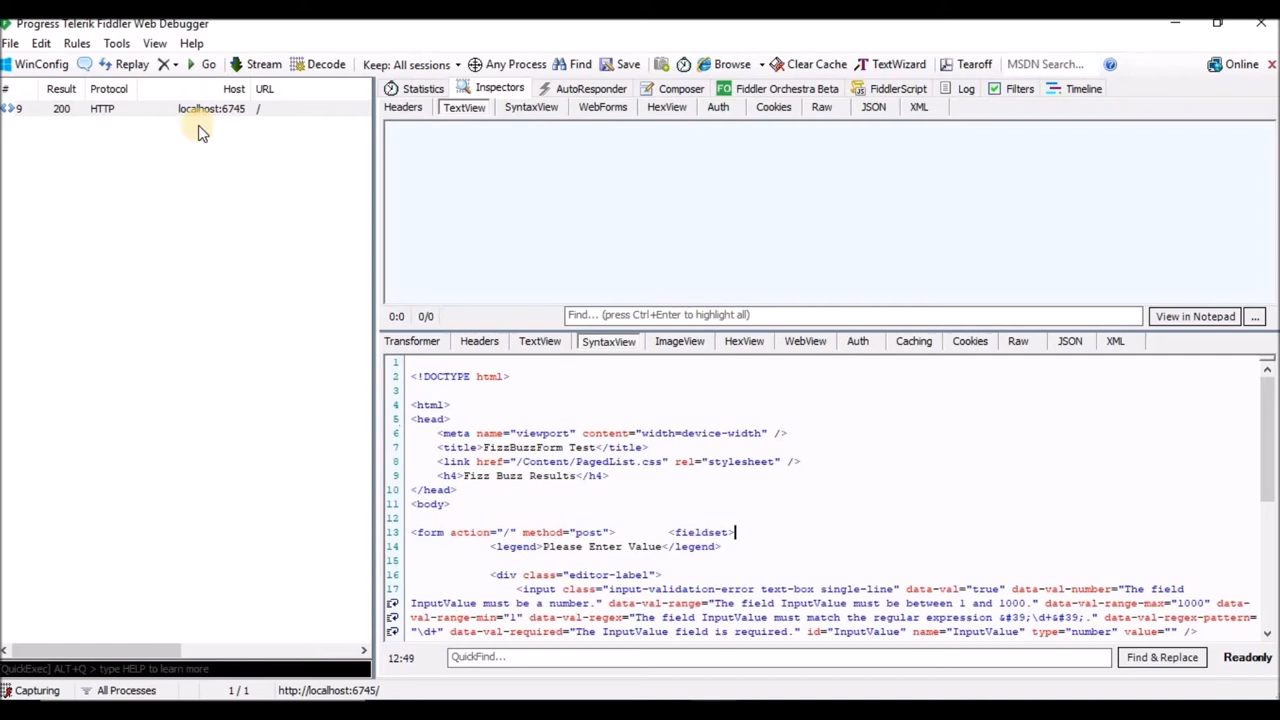 Progress Telerik Fiddler Web Debugger
File Edit Rules Tools View Help
WinConfig Replay Go Stream Decode Keep: All sessions Any Process Find Save Browse Clear Cache TextWizard Tearoff MSDN Search... Online
# Result Protocol Host URL
9 200 HTTP localhost:6745 /
Statistics Inspectors AutoResponder Composer Fiddler Orchestra Beta FiddlerScript Log Filters Timeline
Headers TextView SyntaxView WebForms HexView Auth Cookies Raw JSON XML
0:0 0/0 Find... (press Ctrl+Enter to highlight all) View in Notepad ...
Transformer Headers TextView SyntaxView ImageView HexView WebView Auth Caching Cookies Raw JSON XML
1
2 <!DOCTYPE html>
3
4 <html>
5 <head>
6 <meta name="viewport" content="width=device-width" />
7 <title>FizzBuzzForm Test</title>
8 <link href="/Content/PagedList.css" rel="stylesheet" />
9 <h4>Fizz Buzz Results</h4>
10 </head>
11 <body>
12
13 <form action="/" method="post"> <fieldset>
14 <legend>Please Enter Value</legend>
15
16 <div class="editor-label">
17 <input class="input-validation-error text-box single-line" data-val="true" data-val-number="The field
InputValue must be a number." data-val-range="The field InputValue must be between 1 and 1000." data-val-range-max="1000" data-
val-range-min="1" data-val-regex="The field InputValue must match the regular expression &#39;\d+&#39;." data-val-regex-pattern=
"\d+" data-val-required="The InputValue field is required." id="InputValue" name="InputValue" type="number" value="" />
12:49 QuickFind... Find & Replace Readonly
QuickExec] ALT+Q > type HELP to learn more
Capturing All Processes 1 / 1 http://localhost:6745/